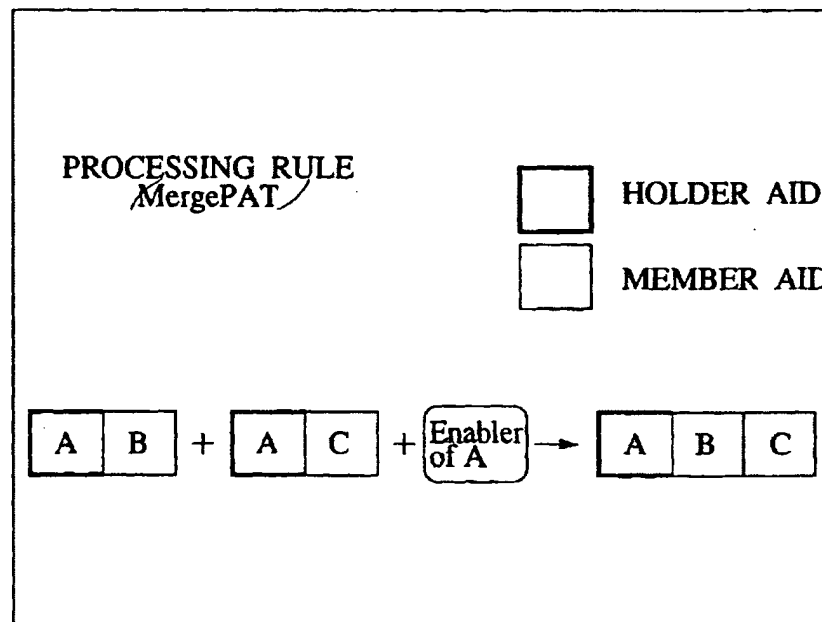 PROCESSING RULE
MergePAT
HOLDER AID
MEMBER AID
A B + A C + Enabler of A → A B C